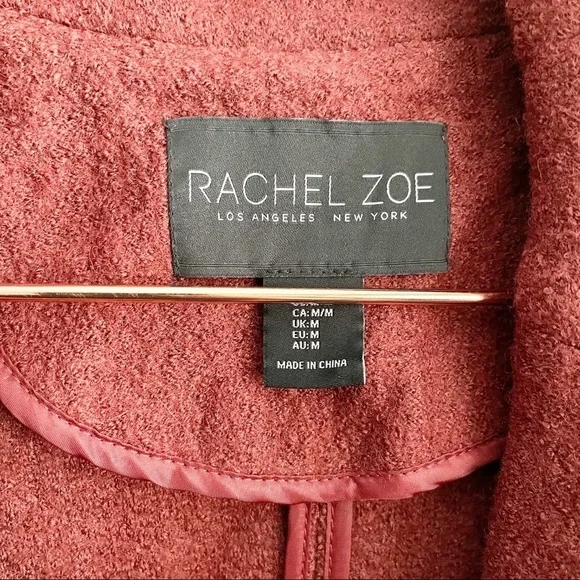 RACHEL ZOE
LOS ANGELES NEW YORK
CA: M/M
UK: M
EU: M
AU: M
MADE IN CHINA